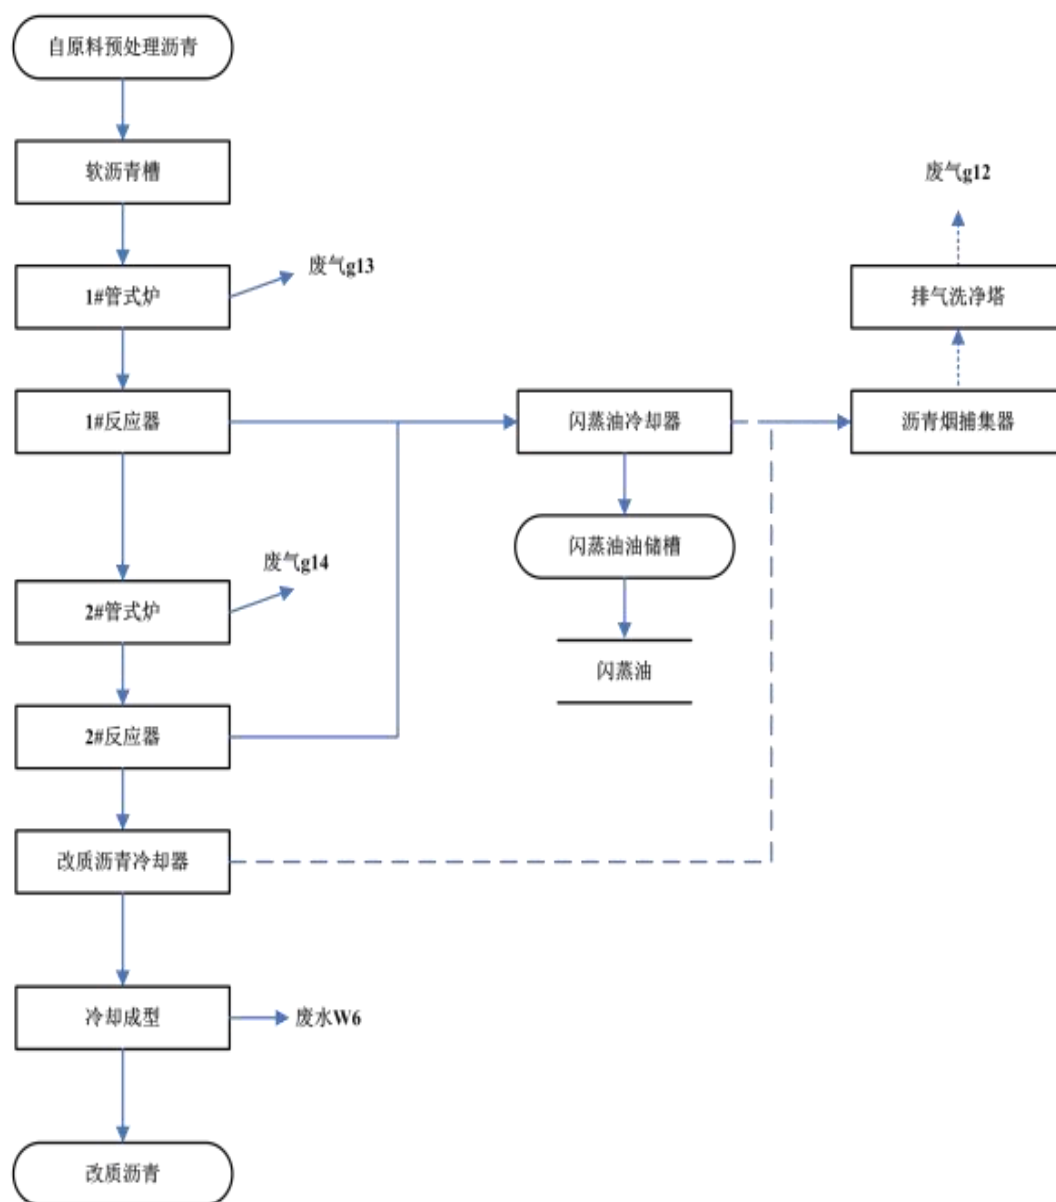 自原料预处理沥青
软沥青槽
废气g12
1#管式炉
废气g13
排气洗净塔
1#反应器
闪蒸油冷却器
沥青烟捕集器
闪蒸油油储槽
废气g14
2#管式炉
闪蒸油
2#反应器
改质沥青冷却器
冷却成型
废水W6
改质沥青